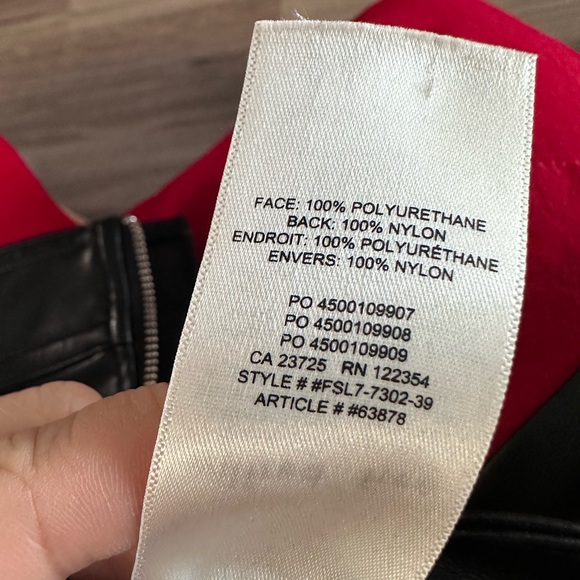 FACE: 100% POLYURETHANE
BACK: 100% NYLON
ENDROIT: 100% POLYURÉTHANE
ENVERS: 100% NYLON
PO 4500109907
PO 4500109908
PO 4500109909
CA 23725 RN 122354
STYLE # #FSL7-7302-39
ARTICLE # #63878